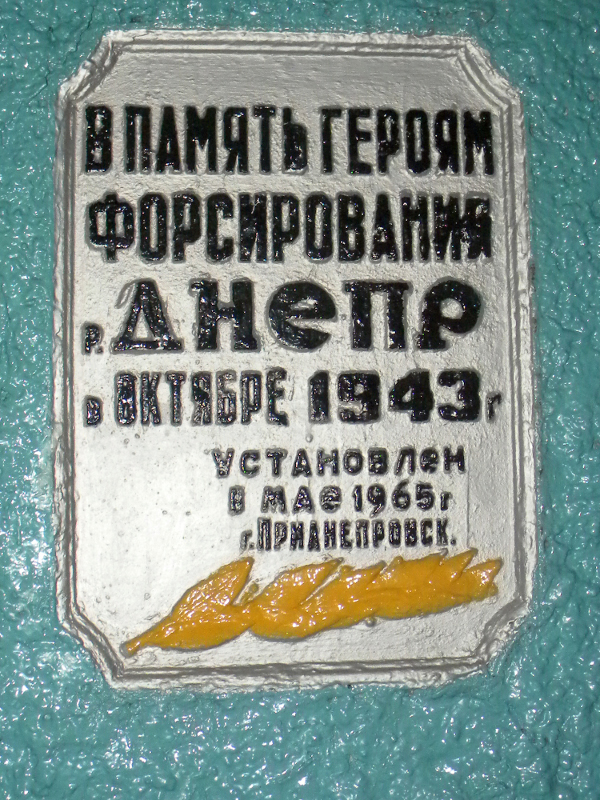 В ПАМЯТЬ ГЕРОЯМ
ФОРСИРОВАНИЯ
р. ДНЕПР
в ОКТЯБРЕ 1943 г
УСТАНОВЛЕН
В МАЕ 1965 г
г. ПРИДНЕПРОВСК.